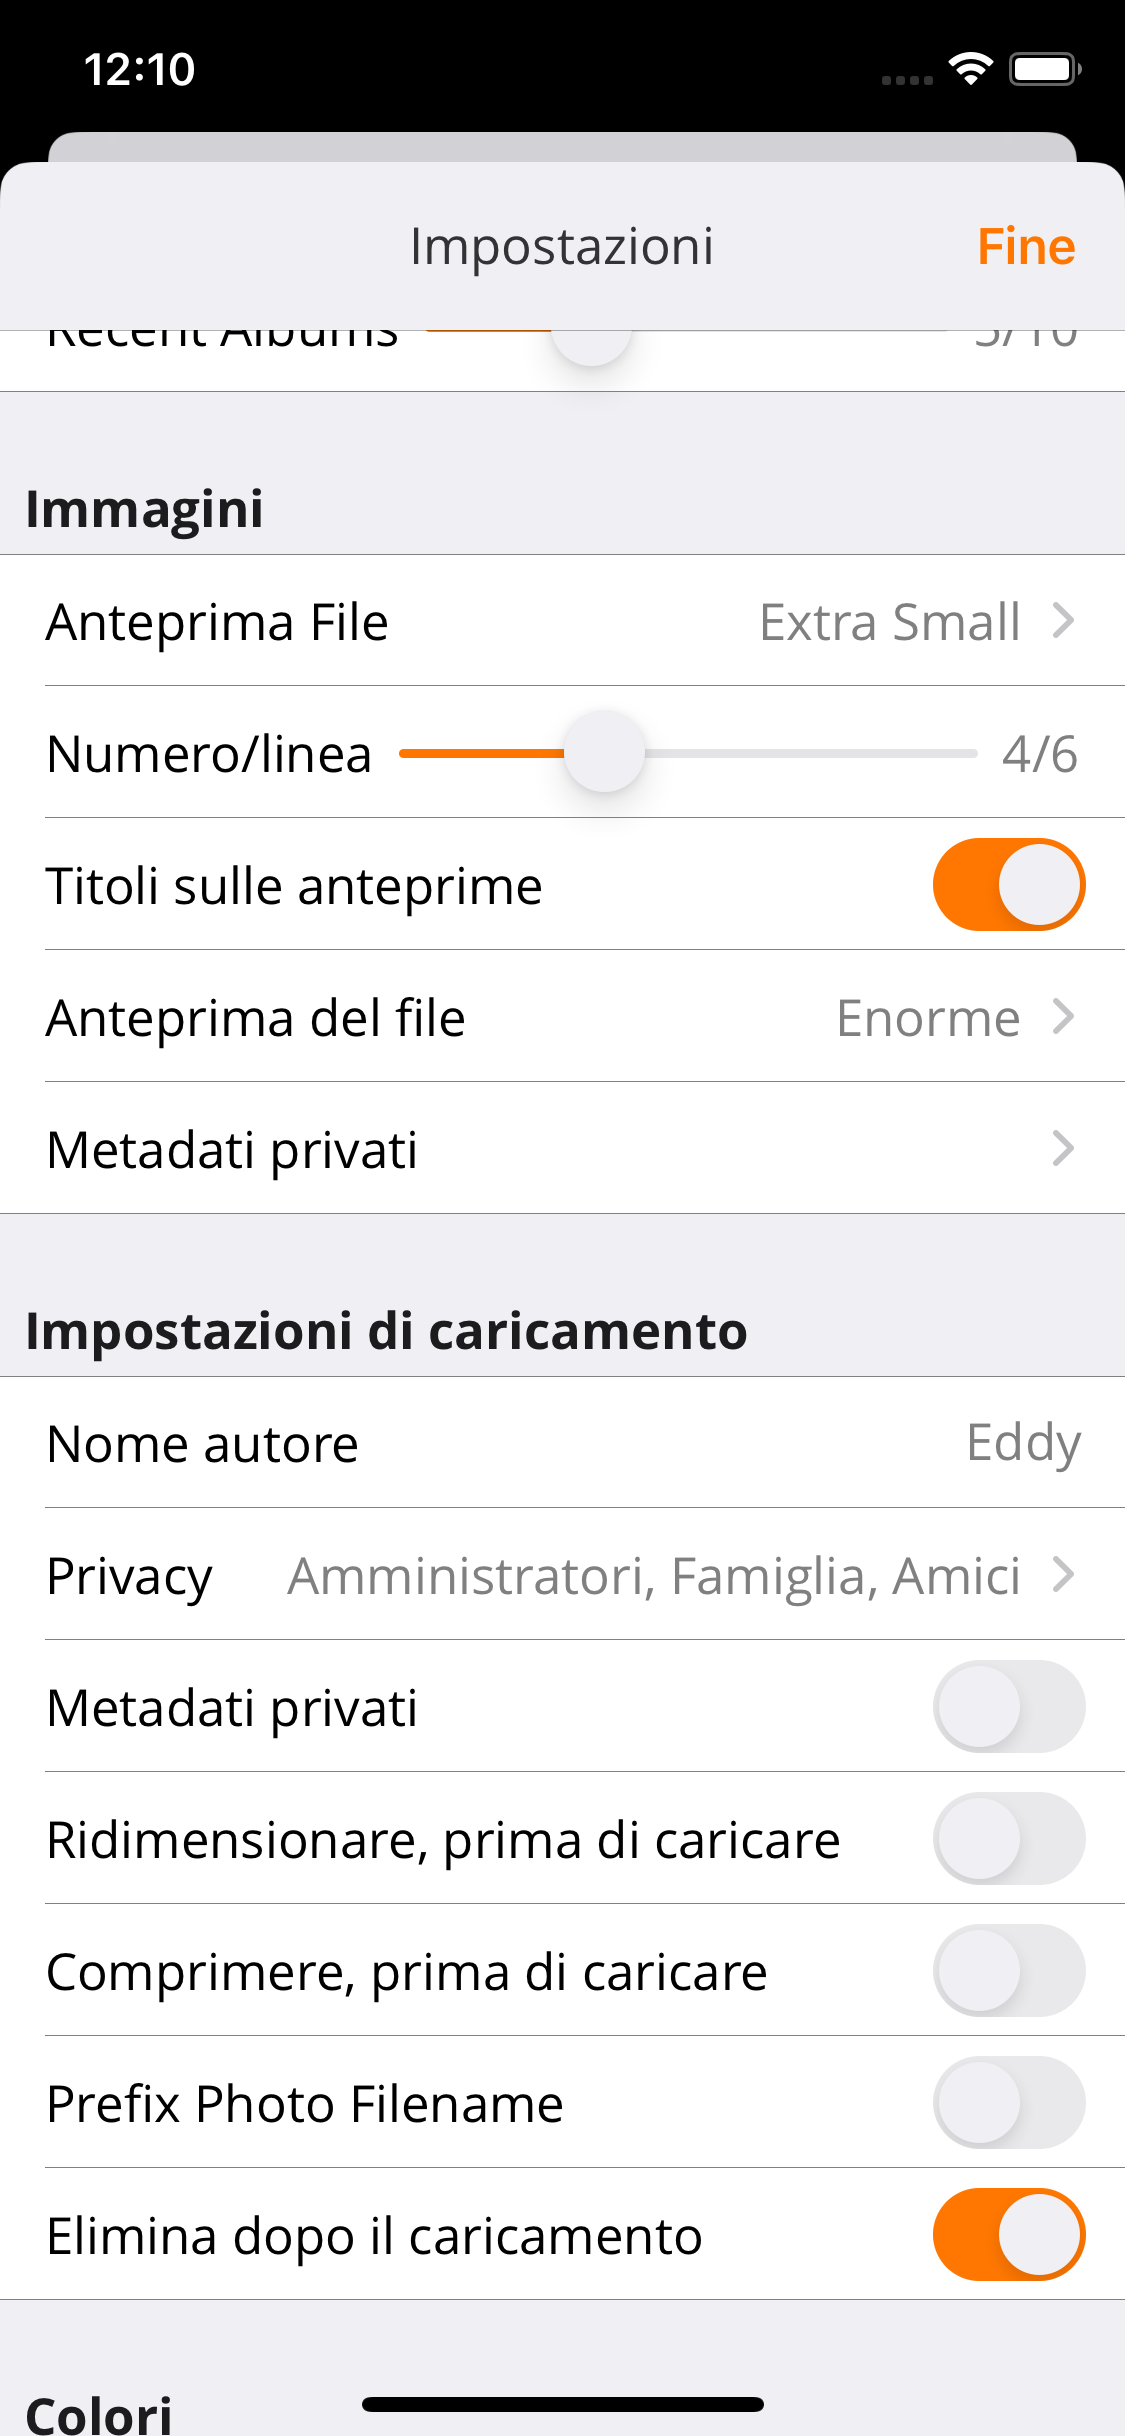 12:10
Impostazioni
Fine
Recent Albums 5/10
Immagini
Anteprima File Extra Small
Numero/linea 4/6
Titoli sulle anteprime
Anteprima del file Enorme
Metadati privati
Impostazioni di caricamento
Nome autore Eddy
Privacy Amministratori, Famiglia, Amici
Metadati privati
Ridimensionare, prima di caricare
Comprimere, prima di caricare
Prefix Photo Filename
Elimina dopo il caricamento
Colori